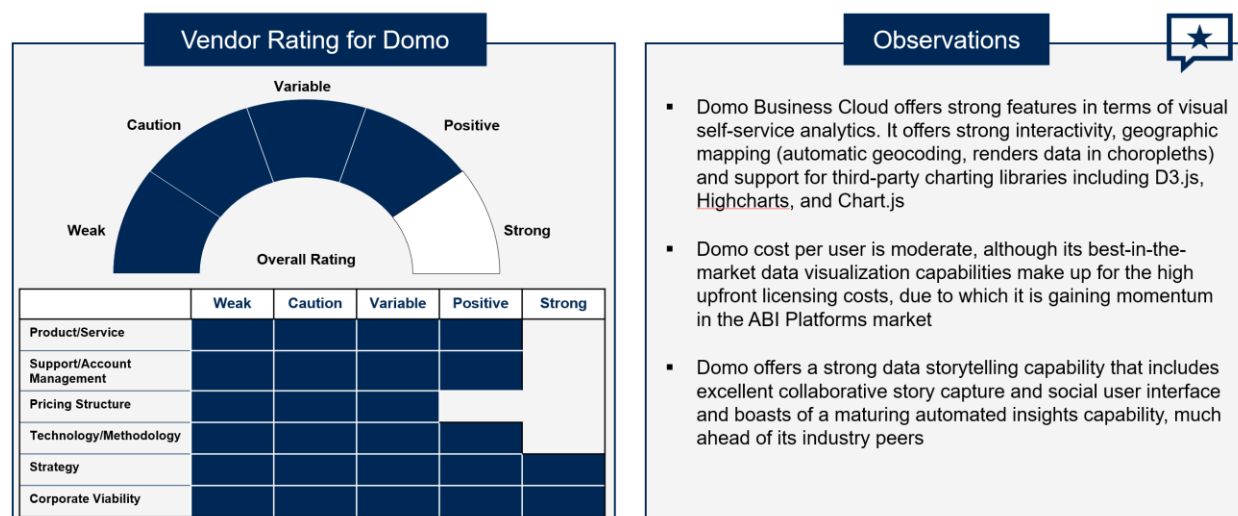 Vendor Rating for Domo
Variable
Caution
Positive
Weak
Strong
Overall Rating
Weak Caution Variable Positive Strong
Product/Service
Support/Account
Management
Pricing Structure
Technology/Methodology
Strategy
Corporate Viability
Observations
▪ Domo Business Cloud offers strong features in terms of visual
self-service analytics. It offers strong interactivity, geographic
mapping (automatic geocoding, renders data in choropleths)
and support for third-party charting libraries including D3.js,
Highcharts, and Chart.js
▪ Domo cost per user is moderate, although its best-in-the-
market data visualization capabilities make up for the high
upfront licensing costs, due to which it is gaining momentum
in the ABI Platforms market
▪ Domo offers a strong data storytelling capability that includes
excellent collaborative story capture and social user interface
and boasts of a maturing automated insights capability, much
ahead of its industry peers